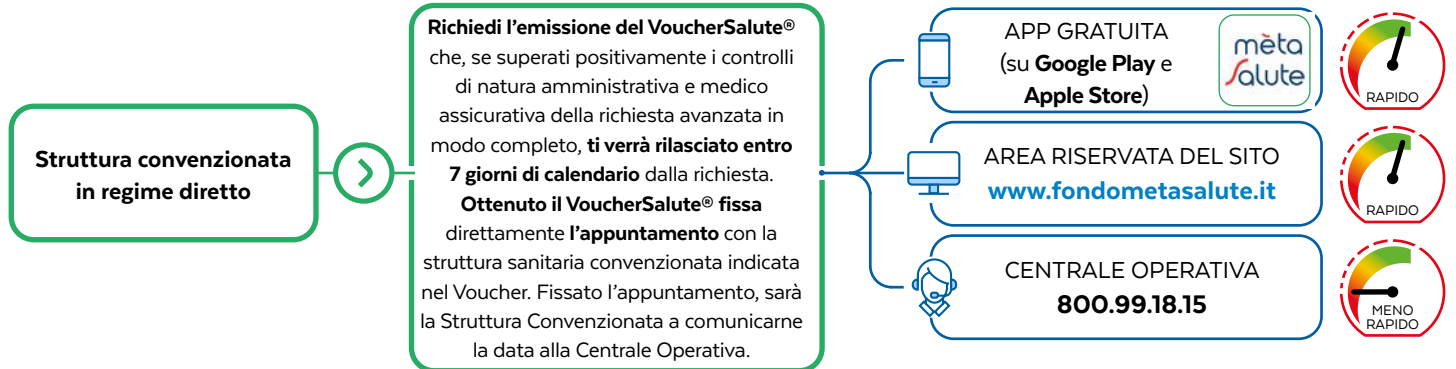 Struttura convenzionata
in regime diretto
Richiedi l’emissione del VoucherSalute®
che, se superati positivamente i controlli
di natura amministrativa e medico
assicurativa della richiesta avanzata in
modo completo, ti verrà rilasciato entro
7 giorni di calendario dalla richiesta.
Ottenuto il VoucherSalute® fissa
direttamente l’appuntamento con la
struttura sanitaria convenzionata indicata
nel Voucher. Fissato l’appuntamento, sarà
la Struttura Convenzionata a comunicarne
la data alla Centrale Operativa.
APP GRATUITA
(su Google Play e
Apple Store)
mèta
Salute
RAPIDO
AREA RISERVATA DEL SITO
www.fondometasalute.it
RAPIDO
CENTRALE OPERATIVA
800.99.18.15
MENO
RAPIDO